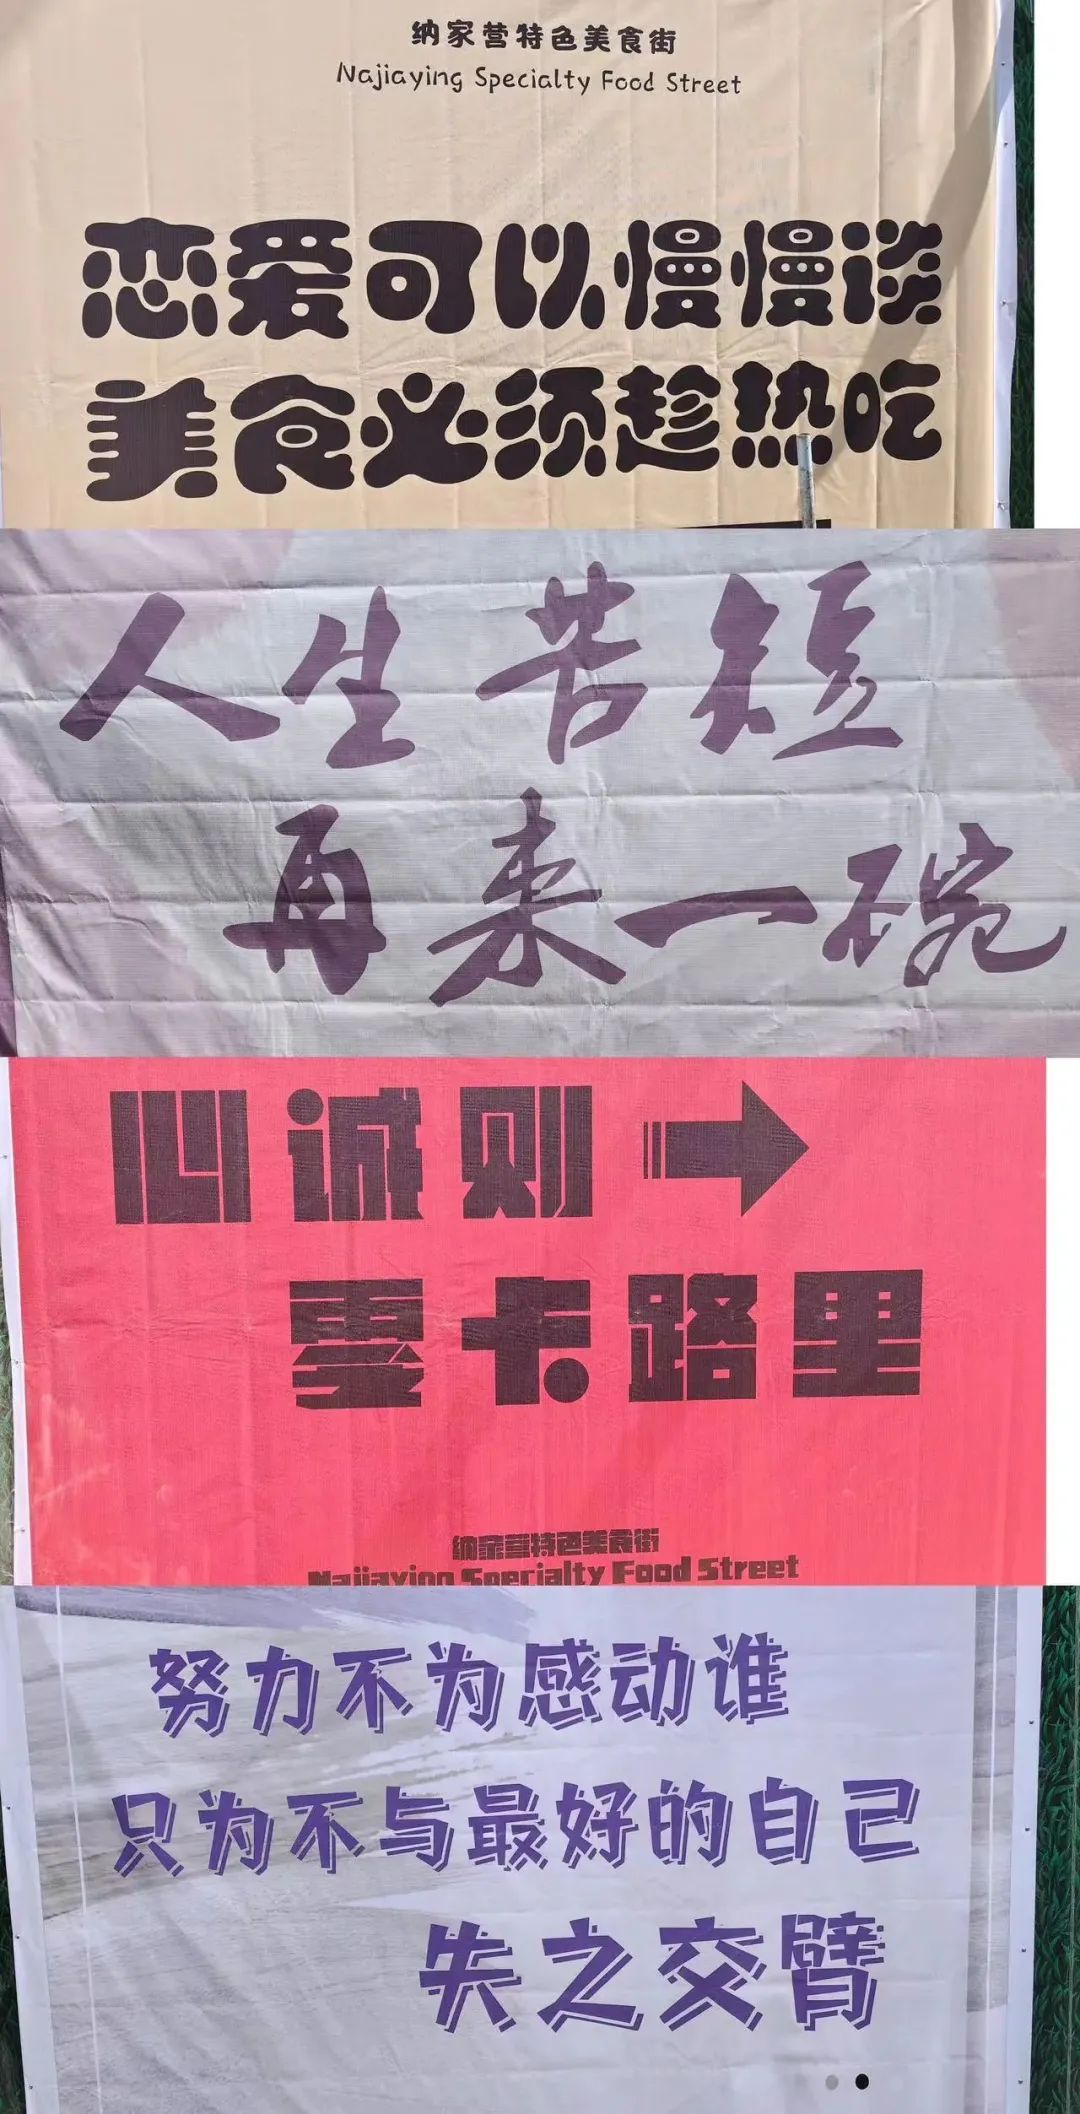 纳家营特色美食街
Najiaying Specialty Food Street
恋爱可以慢慢谈
美食必须趁热吃
人生苦短
再来一碗
心诚则→
零卡路里
纳家营特色美食街
Najiaying Specialty Food Street
努力不为感动谁
只为不与最好的自己
失之交臂